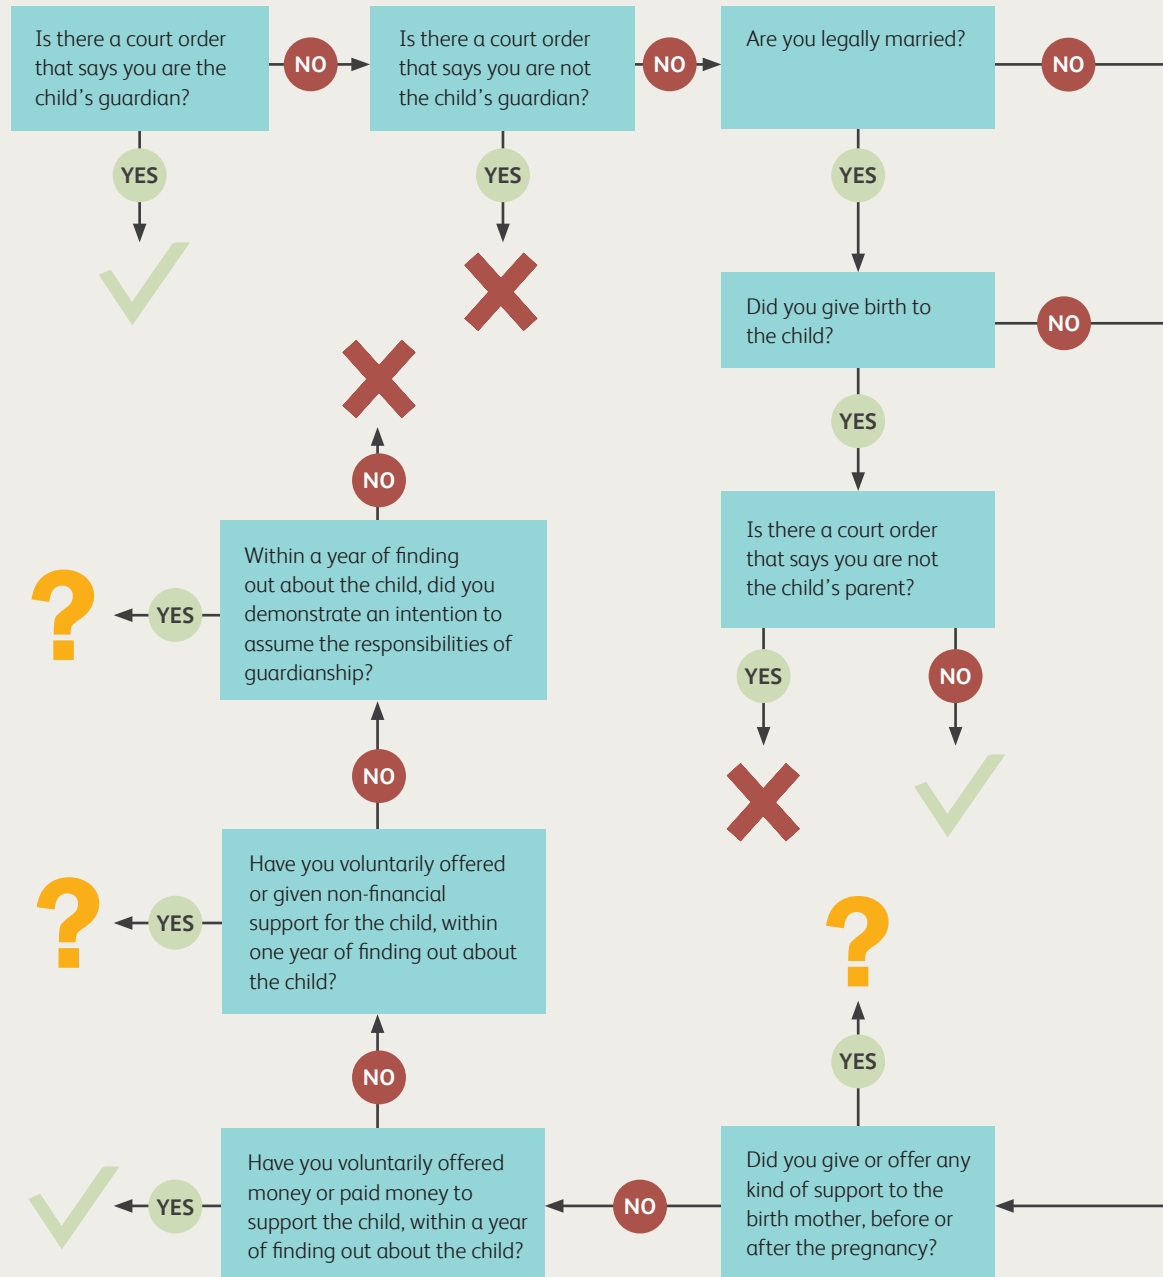 Is there a court order
that says you are the
child's guardian?
NO
Is there a court order
that says you are not
the child's guardian?
NO
Are you legally married?
NO
YES
YES
YES
Did you give birth to
the child?
NO
YES
Is there a court order
that says you are not
the child's parent?
YES
NO
NO
Within a year of finding
out about the child, did you
demonstrate an intention to
assume the responsibilities of
guardianship?
YES
?
NO
Have you voluntarily offered
or given non-financial
support for the child, within
one year of finding out about
the child?
YES
?
NO
?
YES
Did you give or offer any
kind of support to the
birth mother, before or
after the pregnancy?
NO
Have you voluntarily offered
money or paid money to
support the child, within a year
of finding out about the child?
YES